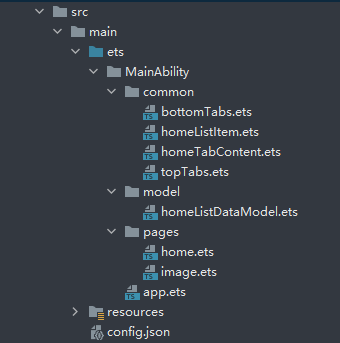 src
main
ets
MainAbility
common
bottomTabs.ets
homeListItem.ets
homeTabContent.ets
topTabs.ets
model
homeListDataModel.ets
pages
home.ets
image.ets
app.ets
resources
config.json